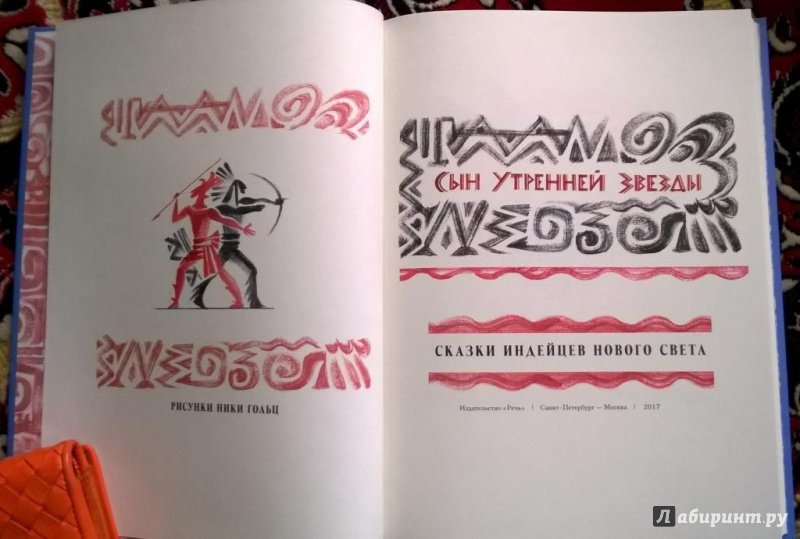 РИСУНКИ НИКИ ГОЛЬЦ
СЫН УТРЕННЕЙ ЗВЕЗДЫ
СКАЗКИ ИНДЕЙЦЕВ НОВОГО СВЕТА
Издательство «Речь» | Санкт-Петербург — Москва | 2017
Лабиринт.ру